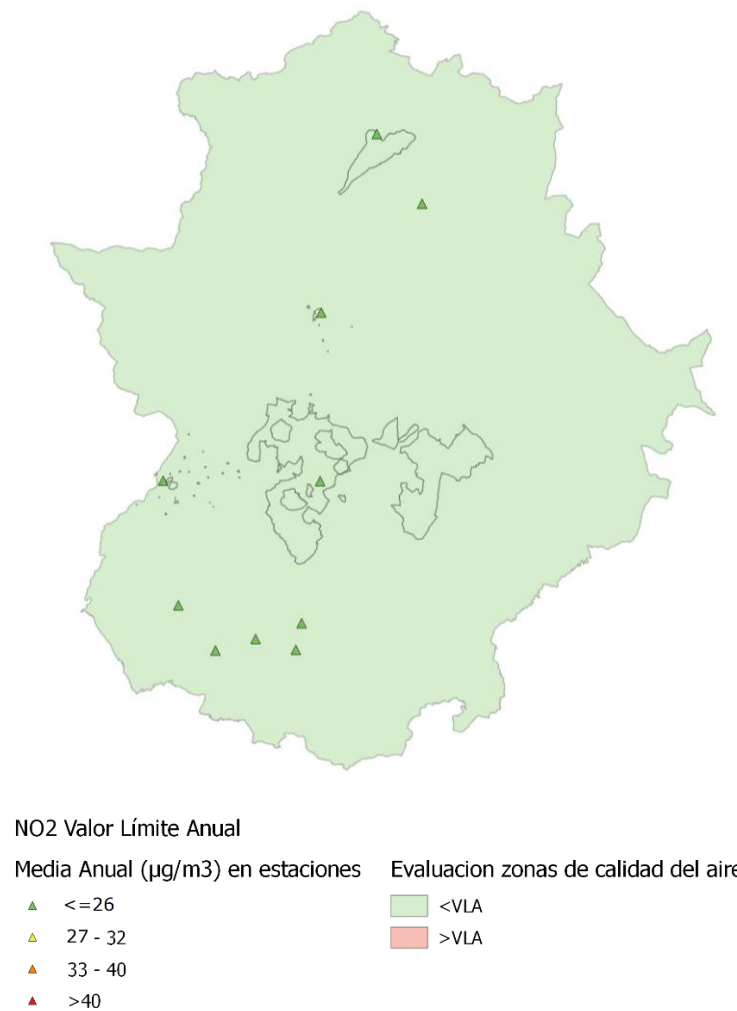 NO2 Valor Límite Anual
Media Anual (µg/m3) en estaciones
<=26
27 - 32
33 - 40
>40
Evaluacion zonas de calidad del aire
<VLA
>VLA